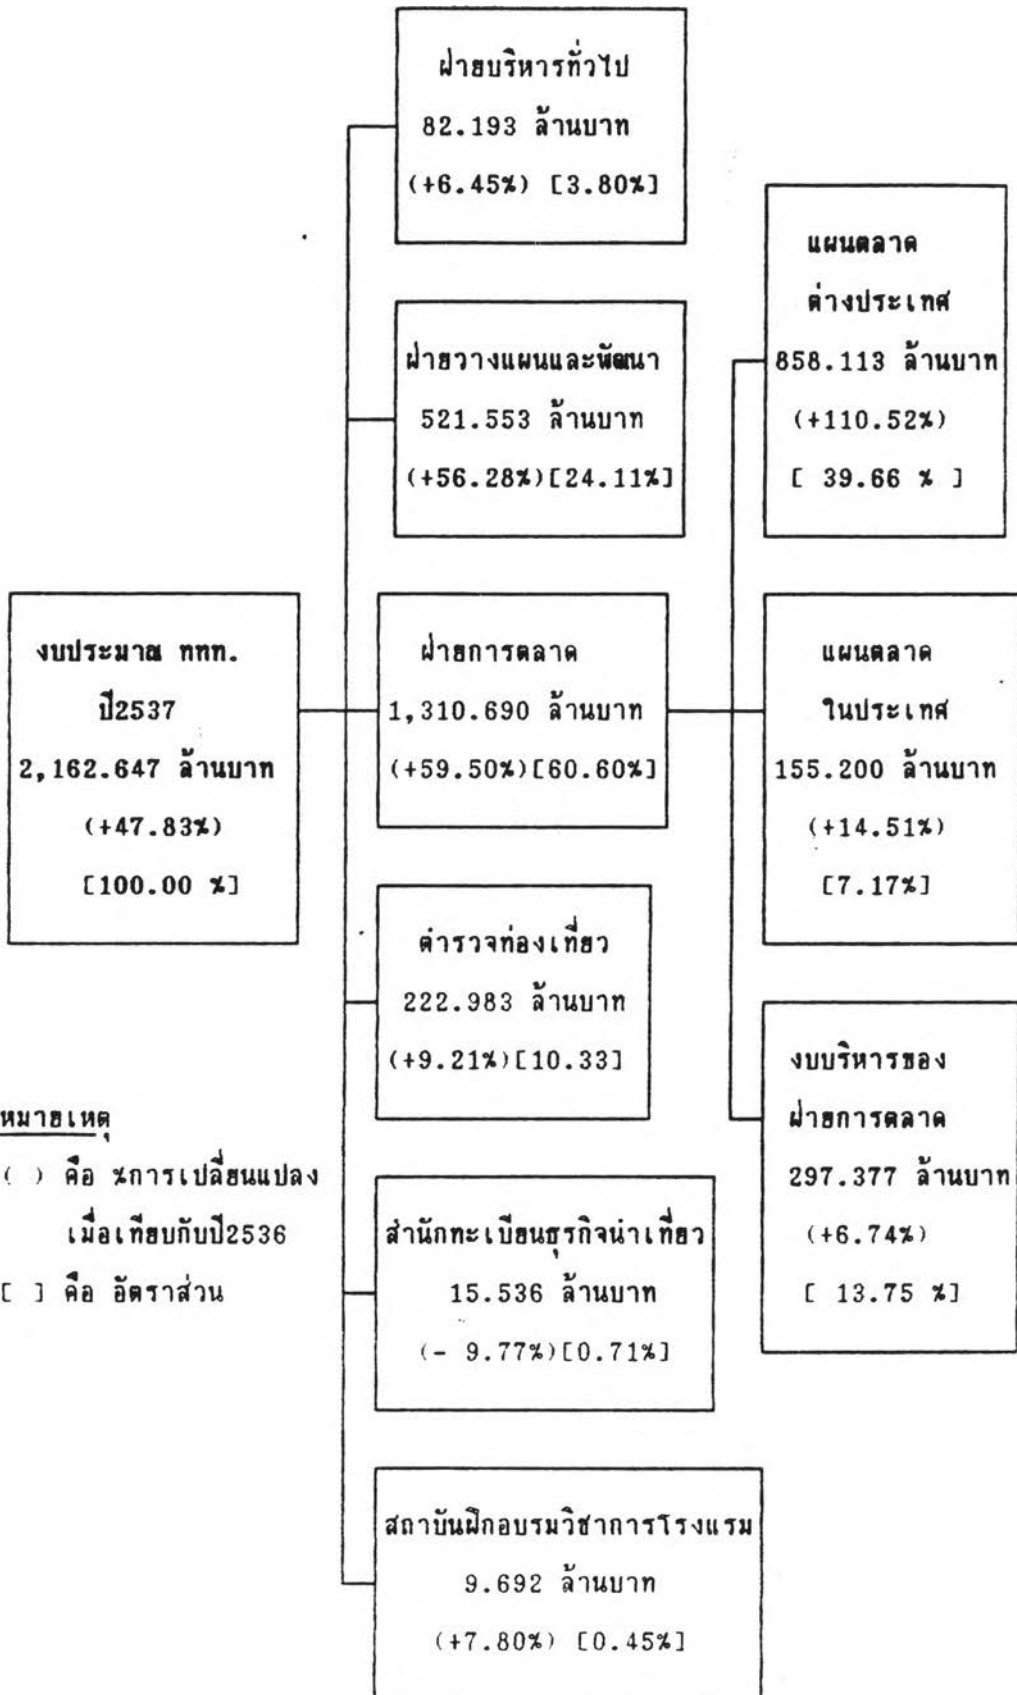 ฝ่ายบริหารทั่วไป
82.193 ล้านบาท
(+6.45%) [3.80%]
ฝ่ายวางแผนและพัฒนา
521.553 ล้านบาท
(+56.28%)[24.11%]
งบประมาณ ททท.
ปี2537
2,162.647 ล้านบาท
(+47.83%)
[100.00 %]
ฝ่ายการตลาด
1,310.690 ล้านบาท
(+59.50%)[60.60%]
ตำรวจท่องเที่ยว
222.983 ล้านบาท
(+9.21%)[10.33]
สำนักทะเบียนธุรกิจนำเที่ยว
15.536 ล้านบาท
(- 9.77%)[0.71%]
สถาบันฝึกอบรมวิชาการโรงแรม
9.692 ล้านบาท
(+7.80%) [0.45%]
แผนตลาด
ต่างประเทศ
858.113 ล้านบาท
(+110.52%)
[ 39.66 % ]
แผนตลาด
ในประเทศ
155.200 ล้านบาท
(+14.51%)
[7.17%]
งบบริหารของ
ฝ่ายการตลาด
297.377 ล้านบาท
(+6.74%)
[ 13.75 %]
หมายเหตุ
( ) คือ %การเปลี่ยนแปลง
เมื่อเทียบกับปี2536
[ ] คือ อัตราส่วน